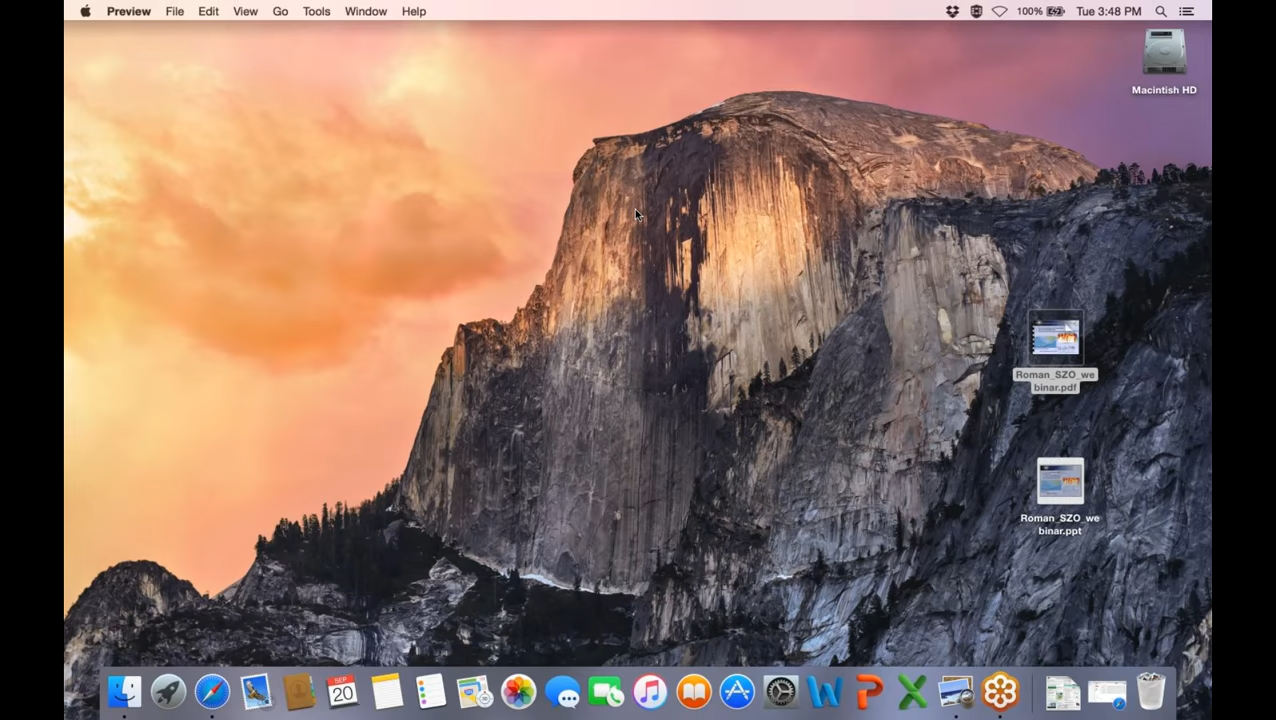 Preview File Edit View Go Tools Window Help 100% Tue 3:48 PM
Macintish HD
Roman_SZO_we
binar.pdf
Roman_SZO_we
binar.ppt
SEP
20